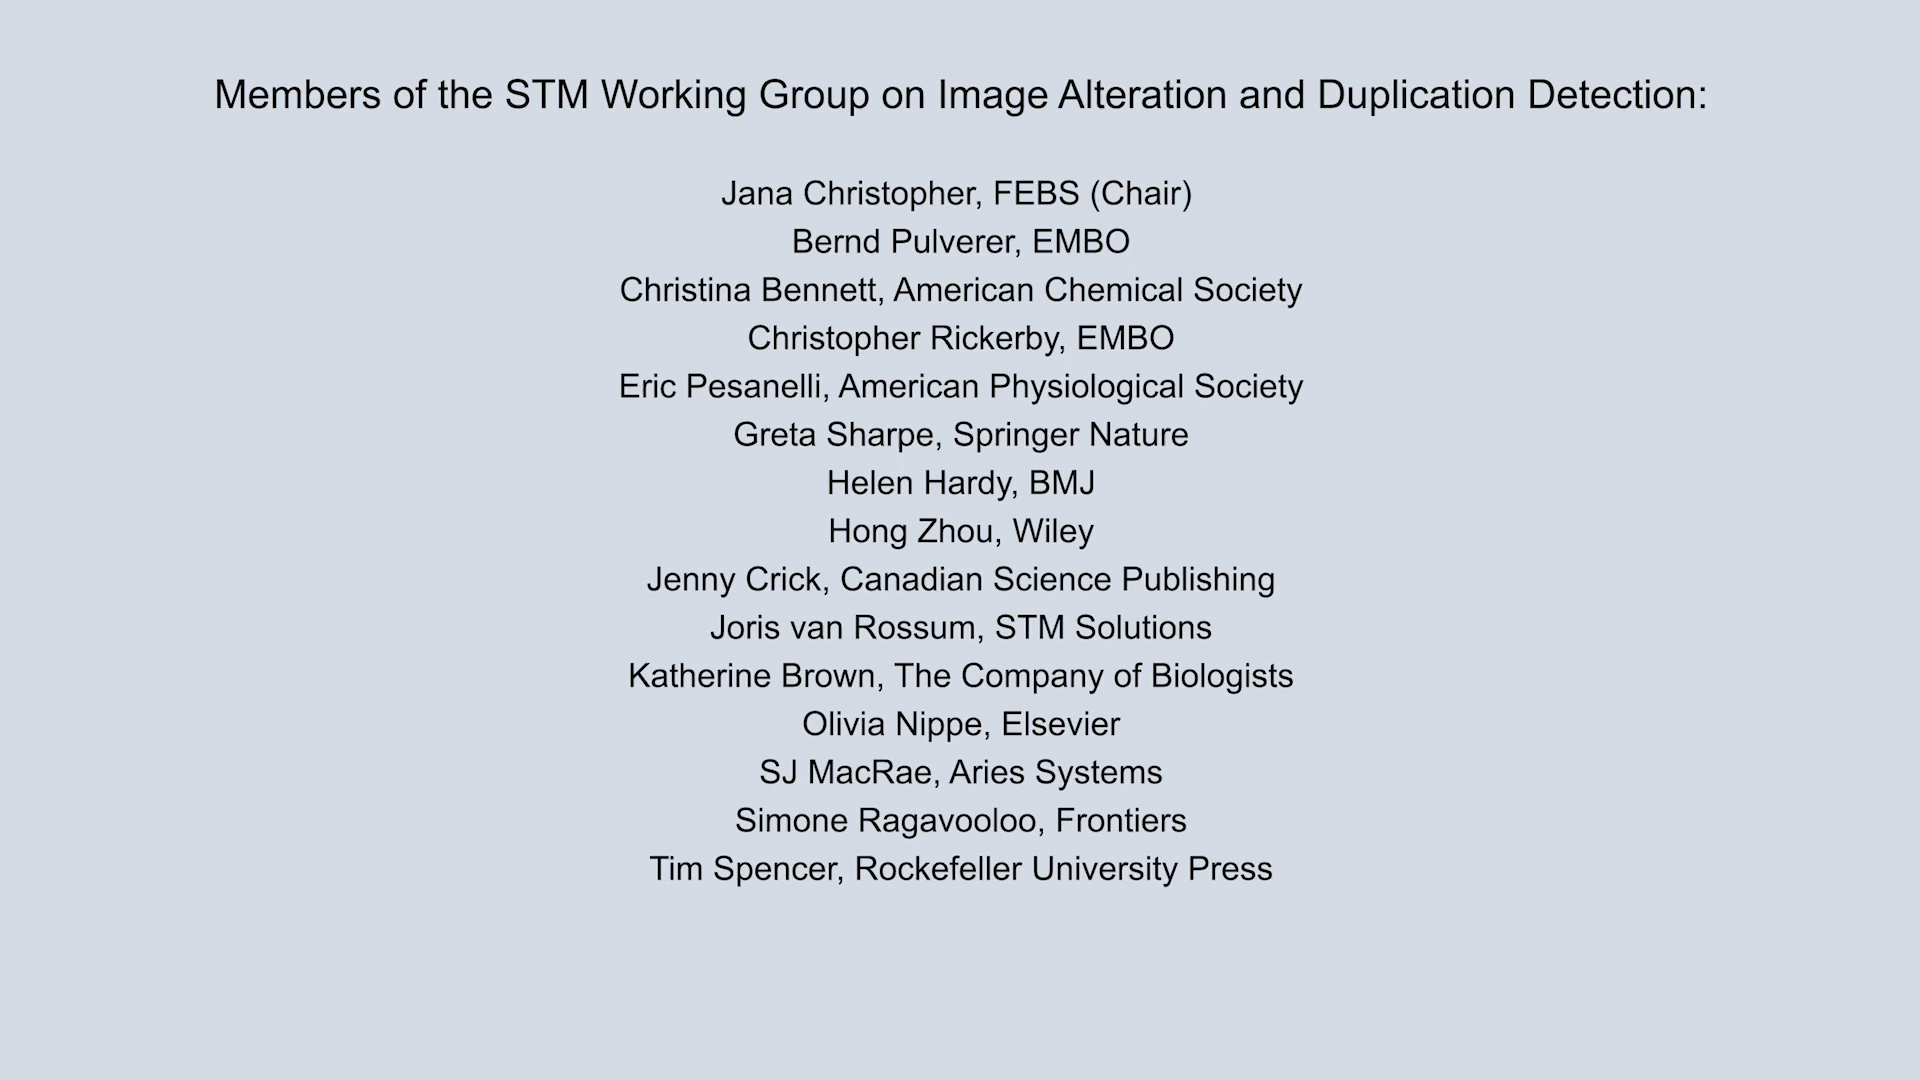 Members of the STM Working Group on Image Alteration and Duplication Detection:
Jana Christopher, FEBS (Chair)
Bernd Pulverer, EMBO
Christina Bennett, American Chemical Society
Christopher Rickerby, EMBO
Eric Pesanelli, American Physiological Society
Greta Sharpe, Springer Nature
Helen Hardy, BMJ
Hong Zhou, Wiley
Jenny Crick, Canadian Science Publishing
Joris van Rossum, STM Solutions
Katherine Brown, The Company of Biologists
Olivia Nippe, Elsevier
SJ MacRae, Aries Systems
Simone Ragavooloo, Frontiers
Tim Spencer, Rockefeller University Press